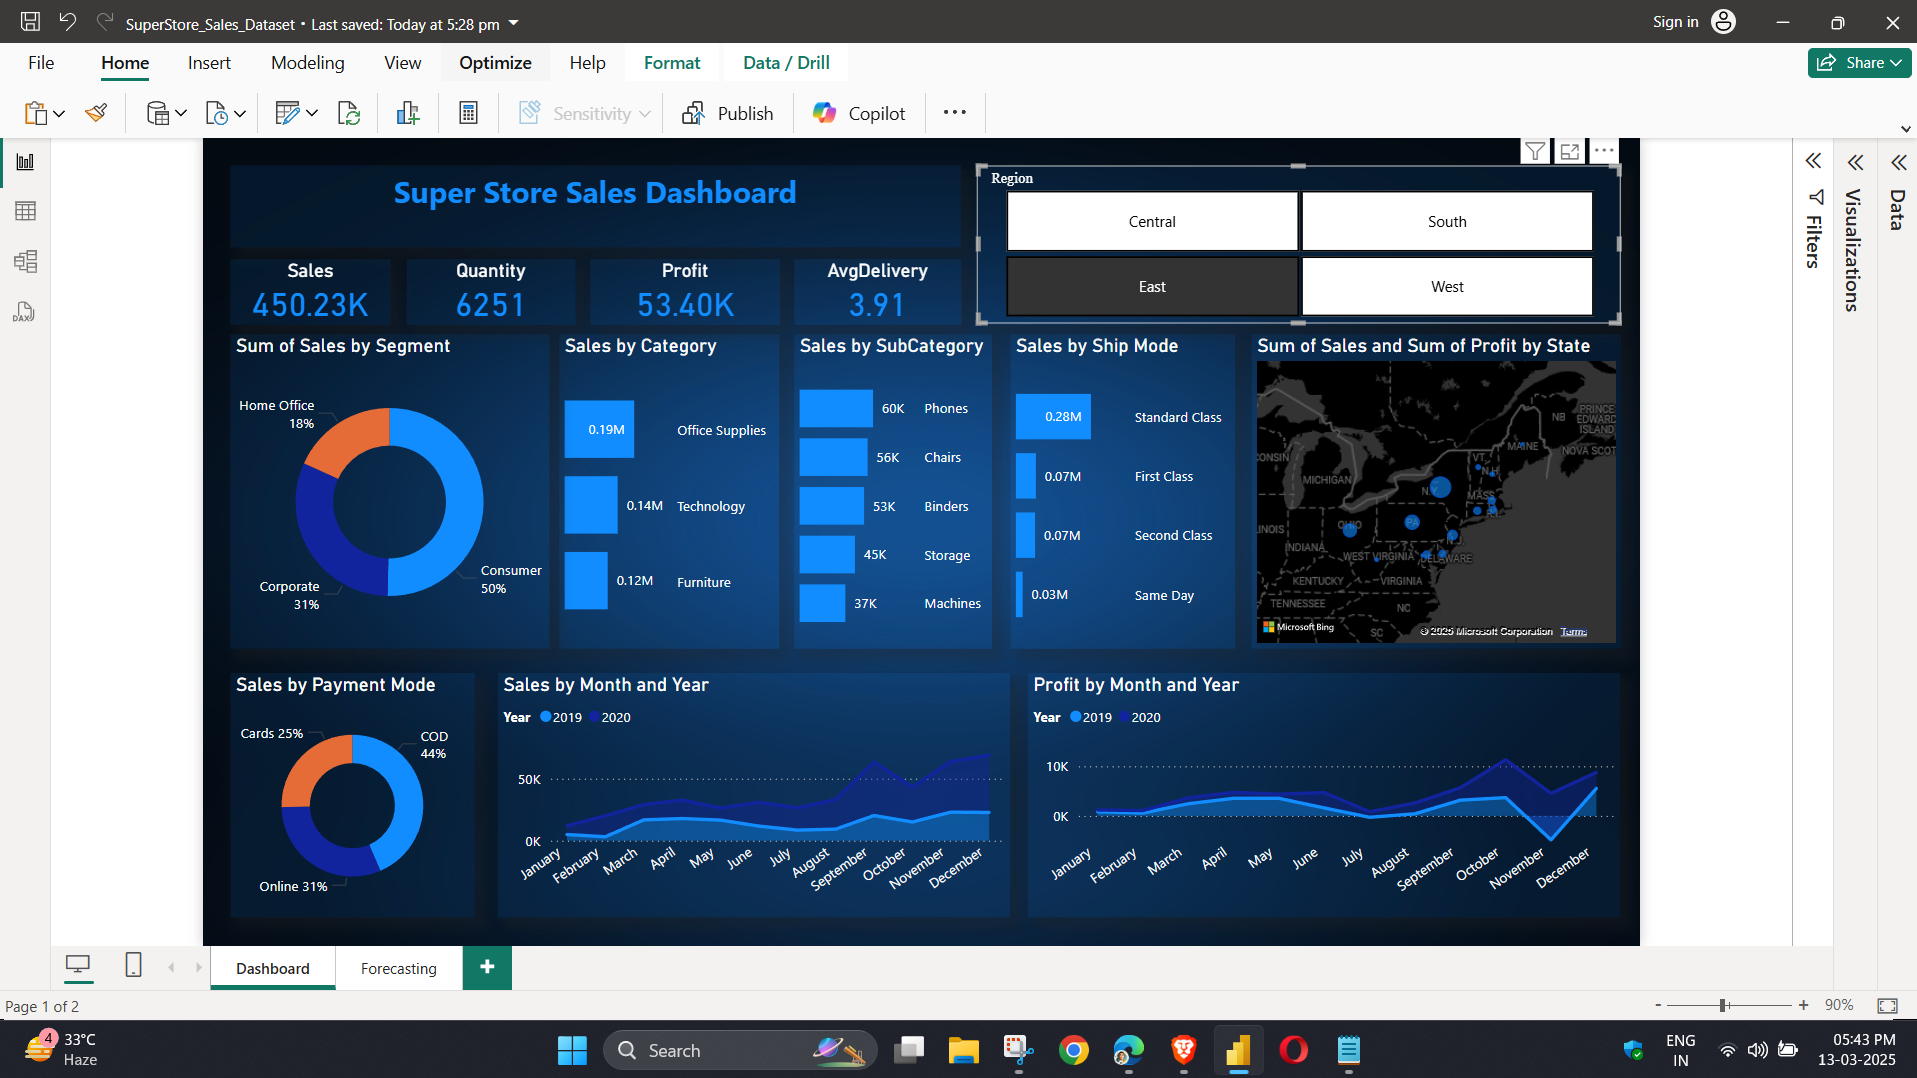 SuperStore_Sales_Dataset • Last saved: Today at 5:28 pm
Sign in
File
Home
Insert
Modeling
View
Optimize
Help
Format
Data / Drill
Share
Sensitivity
Publish
Copilot
DAX
Super Store Sales Dashboard
Region
Central
South
East
West
Sales
450.23K
Quantity
6251
Profit
53.40K
AvgDelivery
3.91
Sum of Sales by Segment
Home Office
18%
Corporate
31%
Consumer
50%
Sales by Category
0.19M
Office Supplies
0.14M
Technology
0.12M
Furniture
Sales by SubCategory
60K
Phones
56K
Chairs
53K
Binders
45K
Storage
37K
Machines
Sales by Ship Mode
0.28M
Standard Class
0.07M
First Class
0.07M
Second Class
0.03M
Same Day
Sum of Sales and Sum of Profit by State
NB
PRINCE
EDWARD
ISLAND
MAINE
NOVA SCOT
CONSIN
MICHIGAN
VT.
N.H.
N.Y.
MASS
R.I.
INOIS
OHIO
PA
N.J.
INDIANA
WEST VIRGINIA
DELAWARE
KENTUCKY
VIRGINIA
TENNESSEE
NC
SC
Microsoft Bing
© 2025 Microsoft Corporation
Terms
Sales by Payment Mode
Cards 25%
COD
44%
Online 31%
Sales by Month and Year
Year
2019
2020
50K
0K
January
February
March
April
May
June
July
August
September
October
November
December
Profit by Month and Year
Year
2019
2020
10K
0K
January
February
March
April
May
June
July
August
September
October
November
December
Filters
Visualizations
Data
Dashboard
Forecasting
+
Page 1 of 2
-
+
90%
4
33°C
Haze
Search
ENG
IN
05:43 PM
13-03-2025